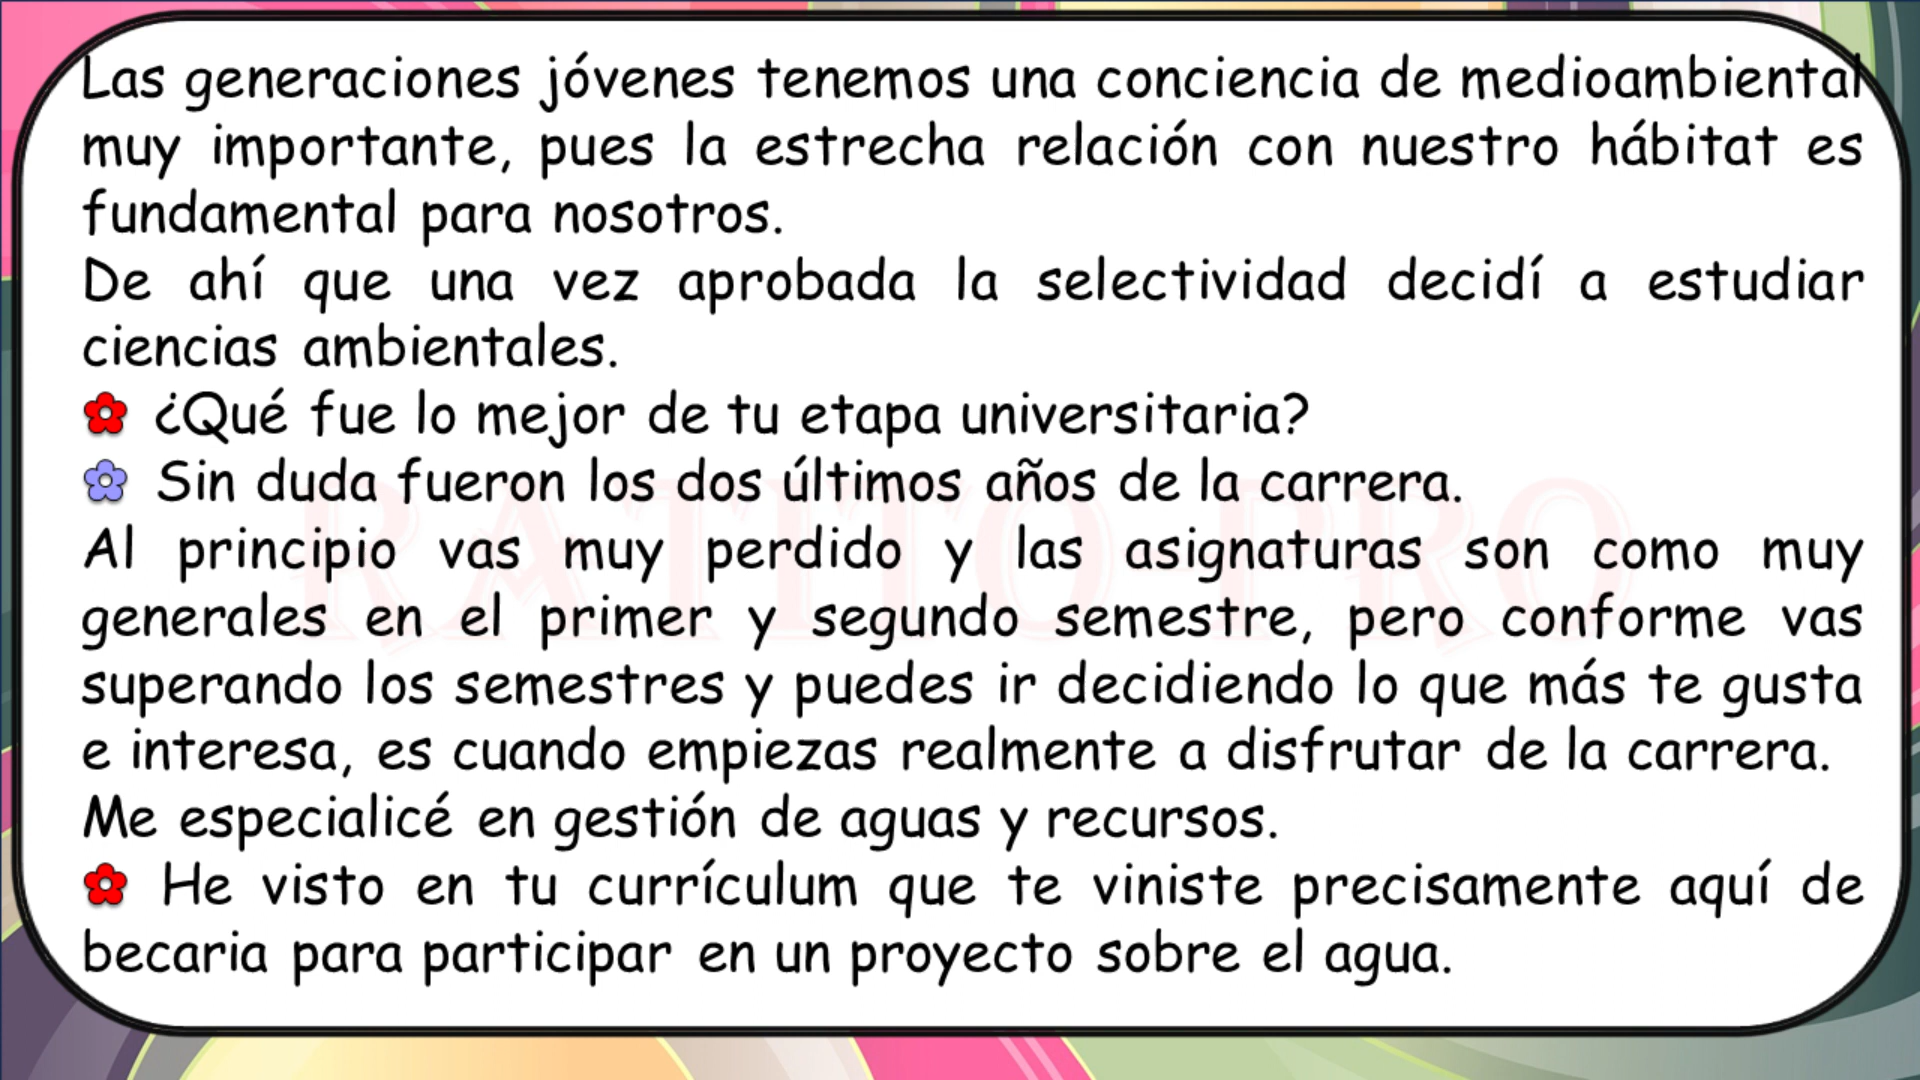 Las generaciones jóvenes tenemos una conciencia de medioambiental
muy importante, pues la estrecha relación con nuestro hábitat es
fundamental para nosotros.
De ahí que una vez aprobada la selectividad decidí a estudiar
ciencias ambientales.
¿Qué fue lo mejor de tu etapa universitaria?
Sin duda fueron los dos últimos años de la carrera.
Al principio vas muy perdido y las asignaturas son como muy
generales en el primer y segundo semestre, pero conforme vas
superando los semestres y puedes ir decidiendo lo que más te gusta
e interesa, es cuando empiezas realmente a disfrutar de la carrera.
Me especialicé en gestión de aguas y recursos.
He visto en tu currículum que te viniste precisamente aquí de
becaria para participar en un proyecto sobre el agua.
RATITO PRO